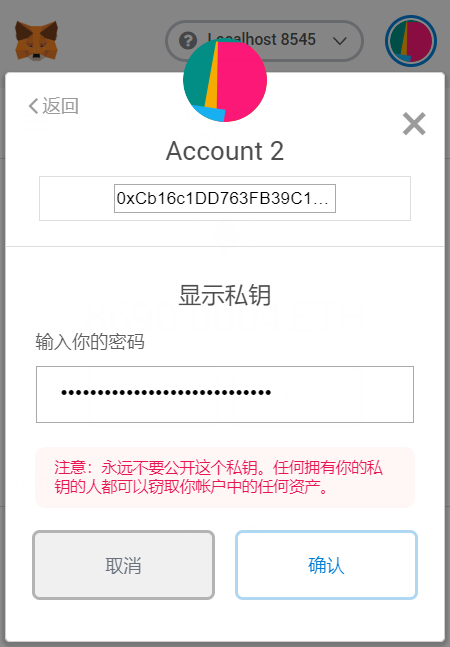 Localhost 8545
返回
Account 2
0xCb16c1DD763FB39C1...
显示私钥
输入你的密码
注意：永远不要公开这个私钥。任何拥有你的私
钥的人都可以窃取你帐户中的任何资产。
取消
确认